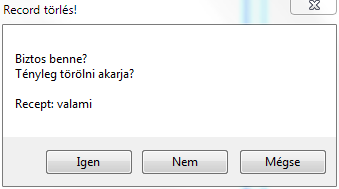 Record törlés!
Biztos benne?
Tényleg törölni akarja?
Recept: valami
Igen
Nem
Mégse